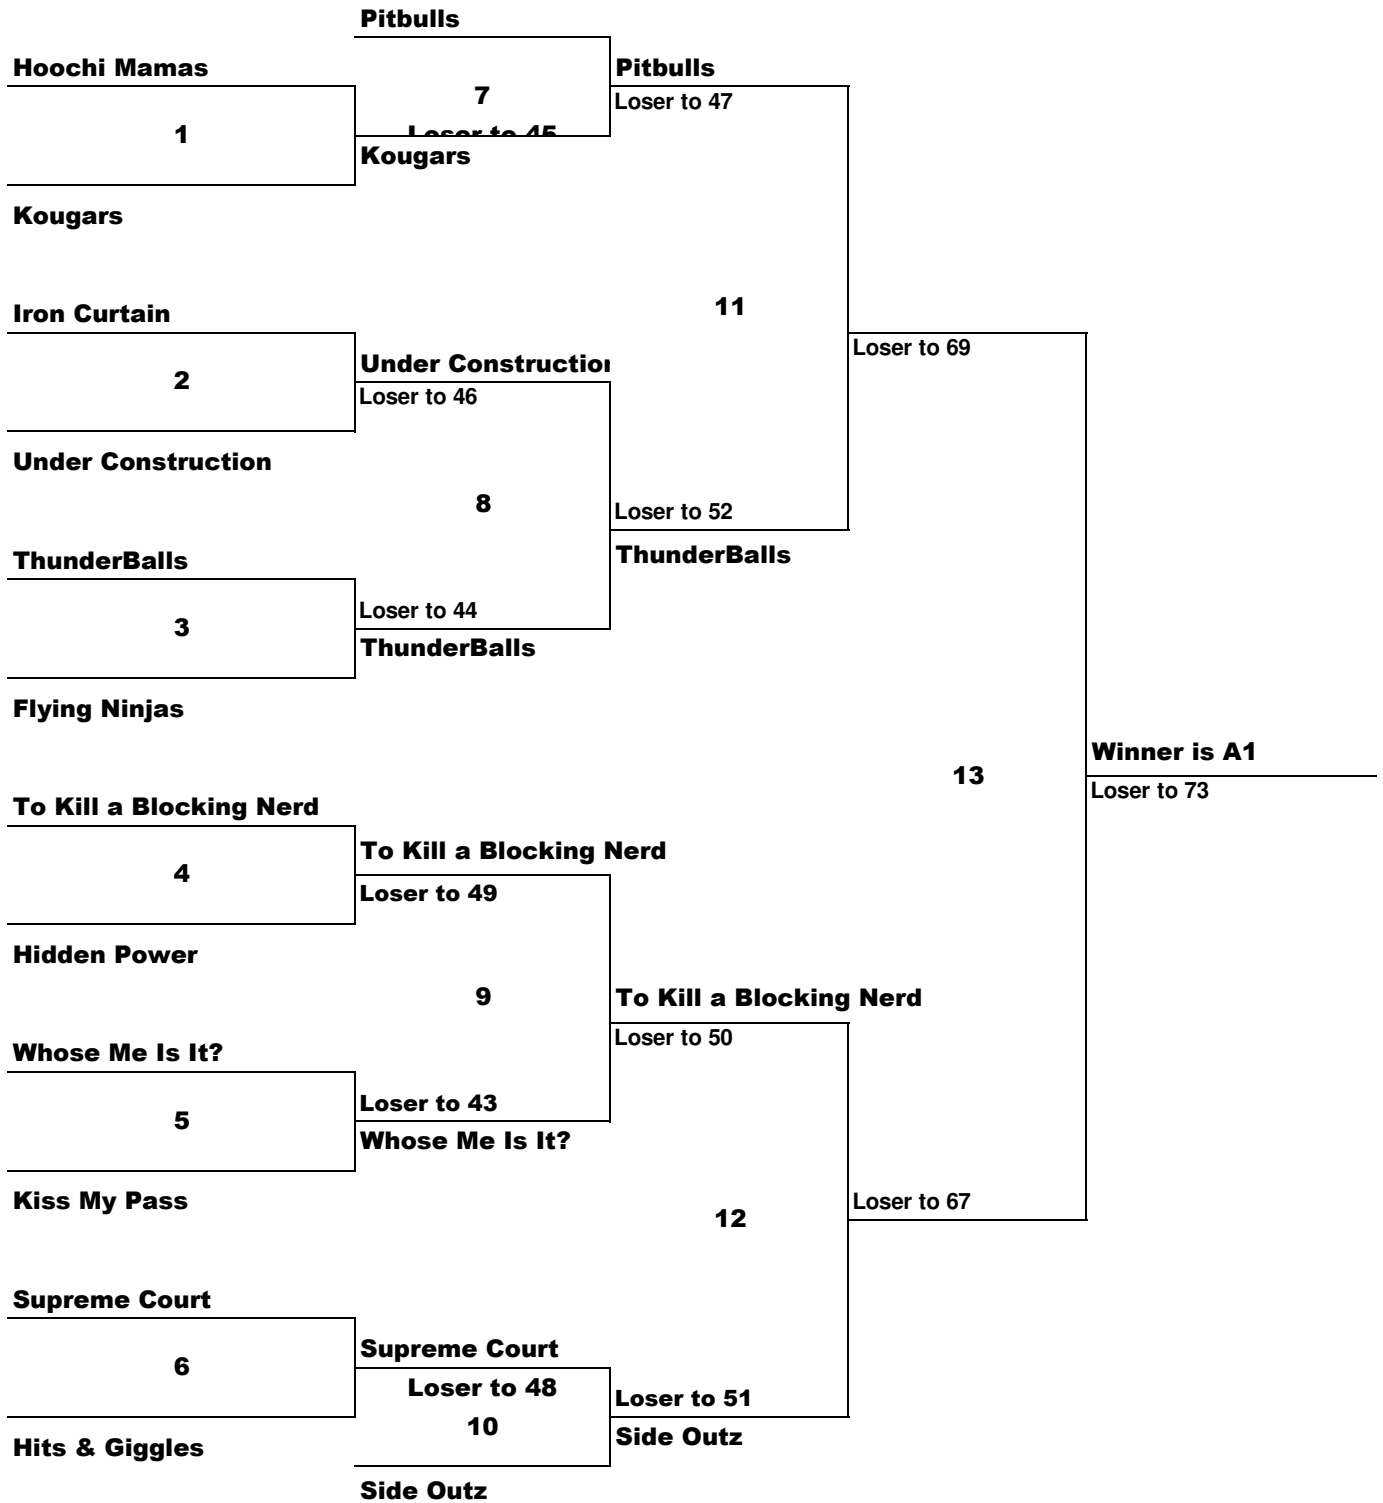 Pitbulls
Hoochi Mamas
Pitbulls
7
Loser to 47
1
Loser to 45
Kougars
Kougars
Iron Curtain
11
Loser to 69
Under Construction
2
Loser to 46
Under Construction
8
Loser to 52
ThunderBalls
ThunderBalls
Loser to 44
3
ThunderBalls
Flying Ninjas
Winner is A1
13
Loser to 73
To Kill a Blocking Nerd
To Kill a Blocking Nerd
4
Loser to 49
Hidden Power
9
To Kill a Blocking Nerd
Loser to 50
Whose Me Is It?
Loser to 43
5
Whose Me Is It?
Kiss My Pass
Loser to 67
12
Supreme Court
Supreme Court
6
Loser to 48
Loser to 51
10
Side Outz
Hits & Giggles
Side Outz